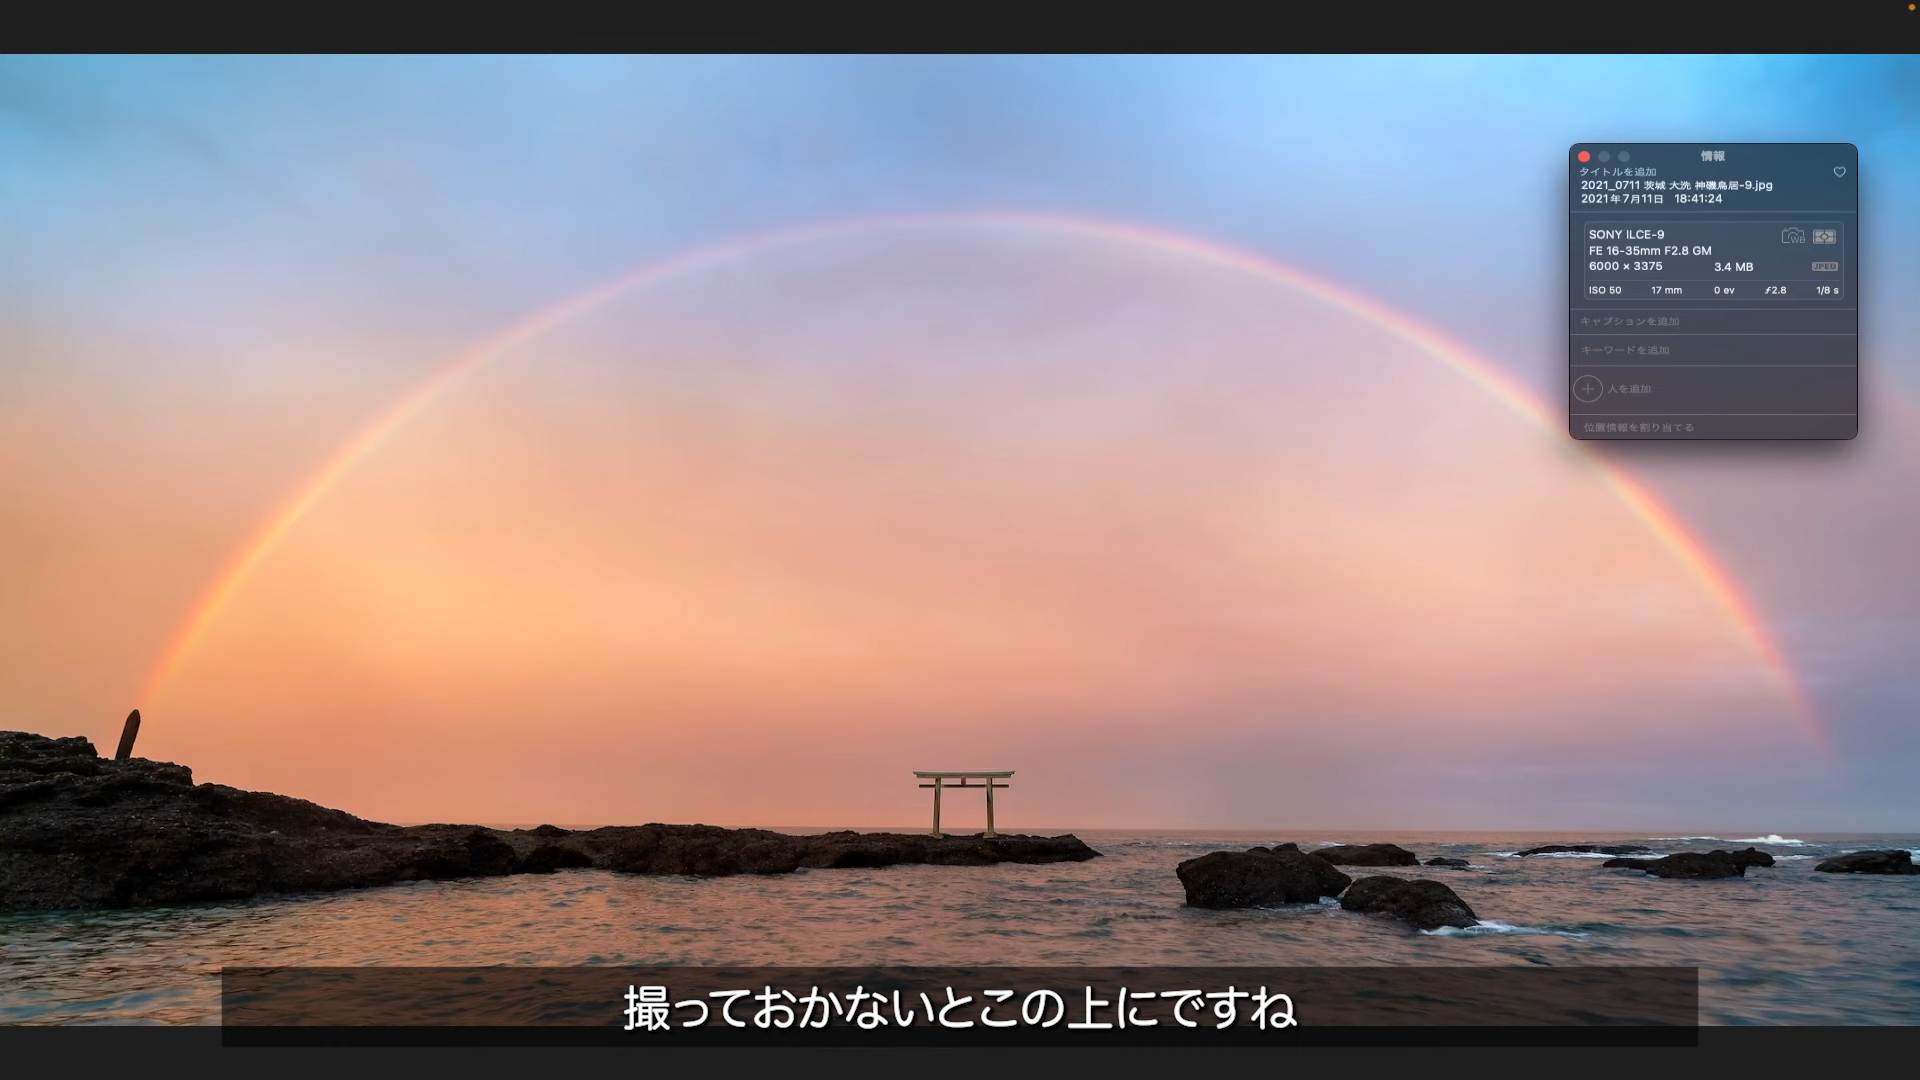 情報
タイトルを追加
2021_0711 茨城 大洗 神磯鳥居-9.jpg
2021年7月11日 18:41:24
SONY ILCE-9
FE 16-35mm F2.8 GM
6000 × 3375 3.4 MB JPEG
ISO 50 17 mm 0 ev ƒ2.8 1/8 s
キャプションを追加
キーワードを追加
人を追加
位置情報を割り当てる
撮っておかないとこの上にですね